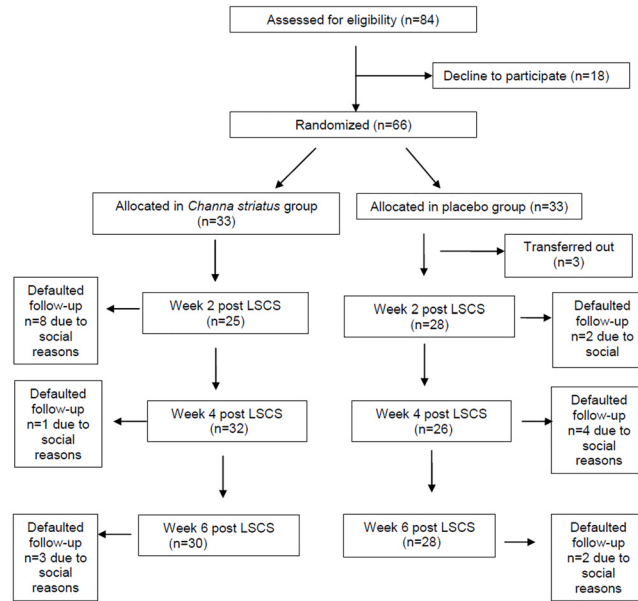 Assessed for eligibility (n=84)
Decline to participate (n=18)
Randomized (n=66)
Allocated in Channa striatus group
(n=33)
Allocated in placebo group (n=33)
Transferred out
(n=3)
Defaulted
follow-up
n=8 due to
social
reasons
Week 2 post LSCS
(n=25)
Week 2 post LSCS
(n=28)
Defaulted
follow-up
n=2 due to
social
Defaulted
follow-up
n=1 due to
social
reasons
Week 4 post LSCS
(n=32)
Week 4 post LSCS
(n=26)
Defaulted
follow-up
n=4 due to
social
reasons
Defaulted
follow-up
n=3 due to
social
reasons
Week 6 post LSCS
(n=30)
Week 6 post LSCS
(n=28)
Defaulted
follow-up
n=2 due to
social
reasons